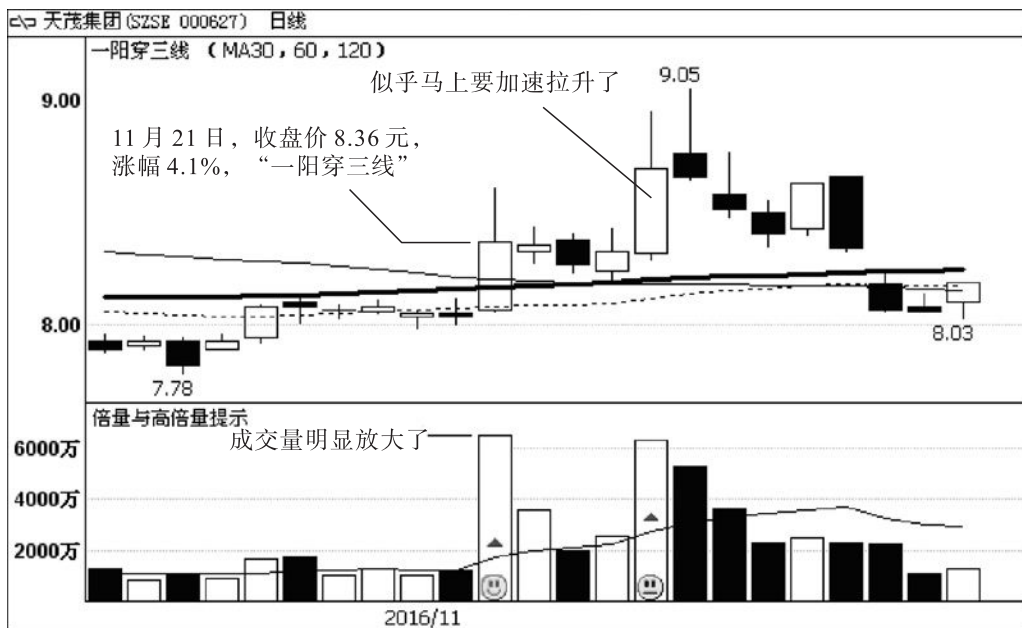 天茂集团(SZSE 000627) 日线
一阳穿三线 (MA30,60,120)
似乎马上要加速拉升了
9.05
9.00
11月21日，收盘价8.36元，
涨幅4.1%，“一阳穿三线”
8.00
8.03
7.78
倍量与高倍量提示
成交量明显放大了
6000万
4000万
2000万
2016/11